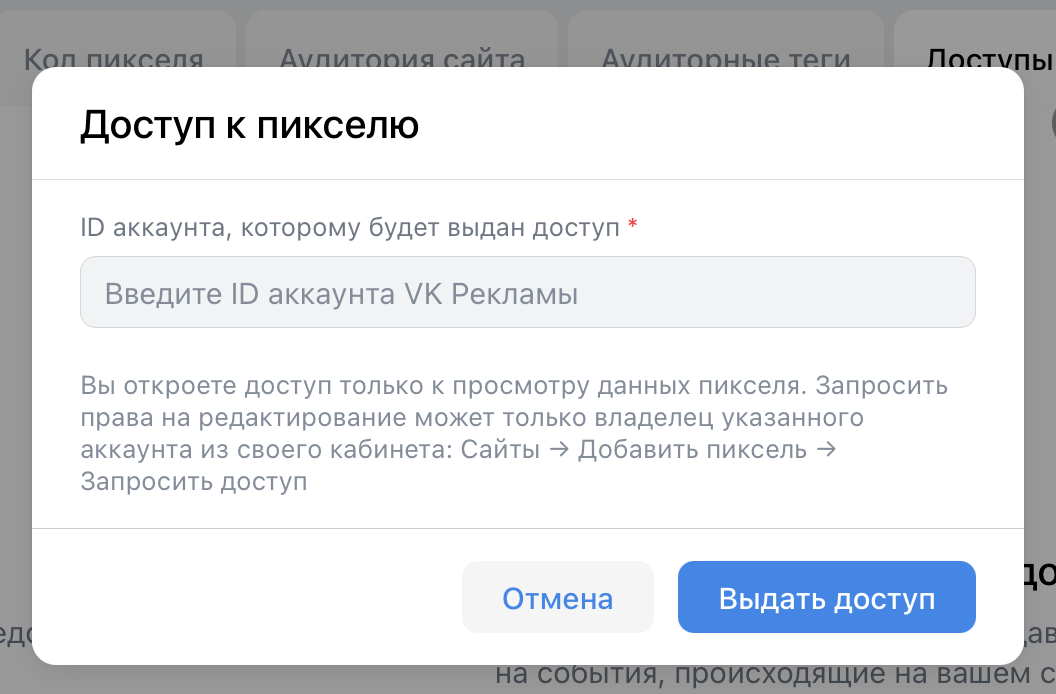 Код пикселя
Аудитория сайта
Аудиторные теги
Доступы
Доступ к пикселю
ID аккаунта, которому будет выдан доступ *
Введите ID аккаунта VK Рекламы
Вы откроете доступ только к просмотру данных пикселя. Запросить
права на редактирование может только владелец указанного
аккаунта из своего кабинета: Сайты → Добавить пиксель →
Запросить доступ
Отмена
Выдать доступ
на события, происходящие на вашем с